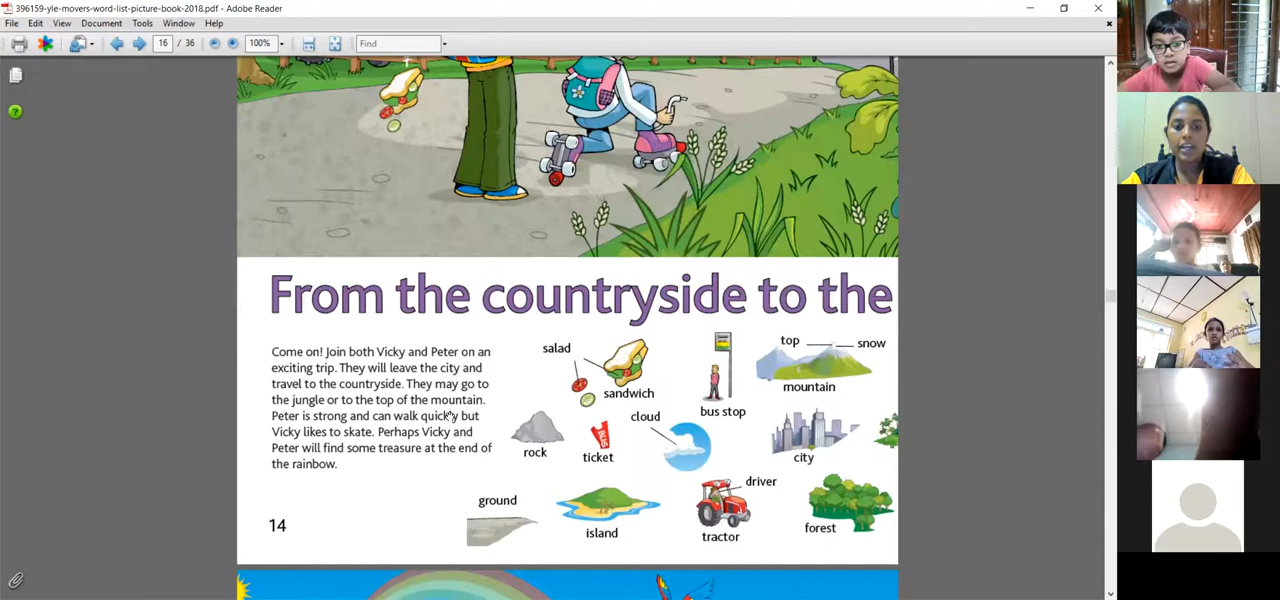 396159-yle-movers-word-list-picture-book-2018.pdf - Adobe Reader
File Edit View Document Tools Window Help
16 / 36 100% Find
From the countryside to the
Come on! Join both Vicky and Peter on an
exciting trip. They will leave the city and
travel to the countryside. They may go to
the jungle or to the top of the mountain.
Peter is strong and can walk quickly but
Vicky likes to skate. Perhaps Vicky and
Peter will find some treasure at the end of
the rainbow.
salad
sandwich
bus stop
top
snow
mountain
rock
BUS
ticket
cloud
city
ground
island
driver
tractor
forest
14